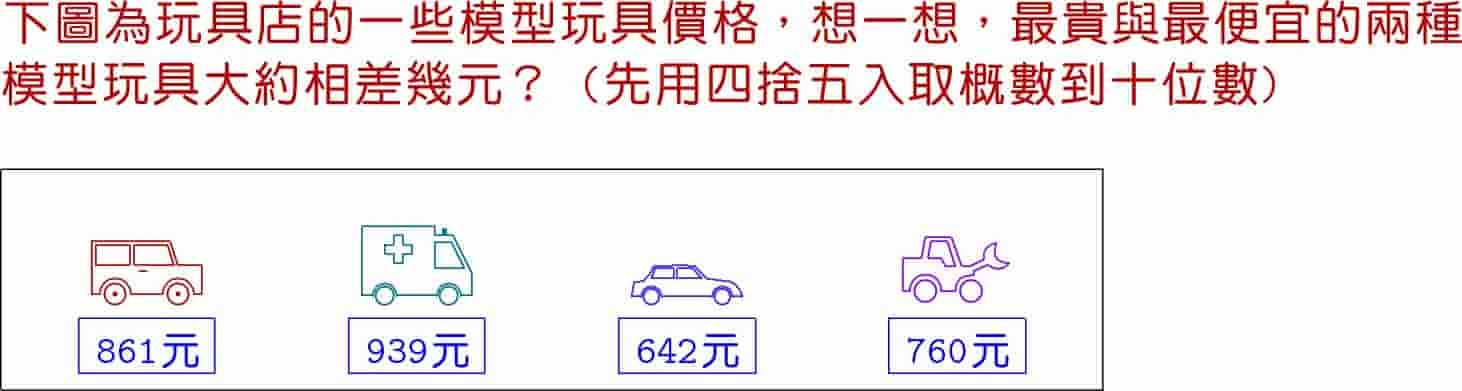 下圖為玩具店的一些模型玩具價格，想一想，最貴與最便宜的兩種
模型玩具大約相差幾元？（先用四捨五入取概數到十位數）
861元 939元 642元 760元